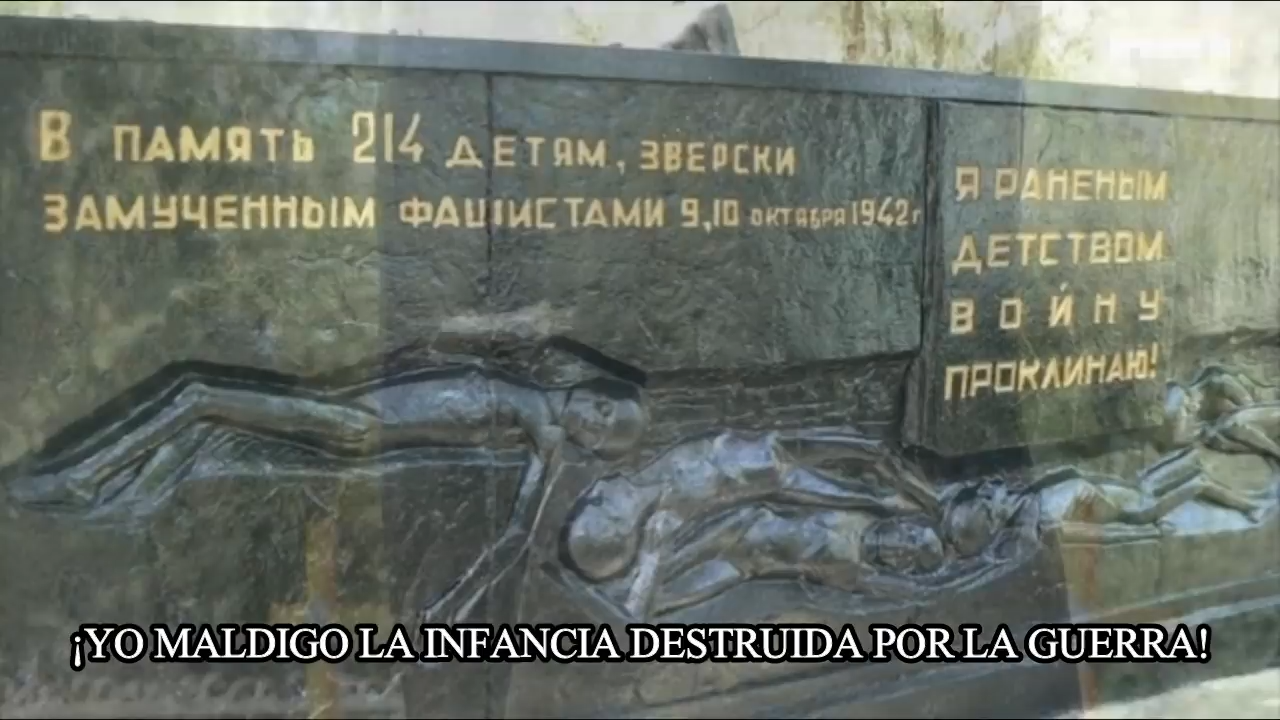 В ПАМЯТЬ 214 ДЕТЯМ, ЗВЕРСКИ
ЗАМУЧЕННЫМ ФАШИСТАМИ 9,10 ОКТЯБРЯ 1942г
Я РАНЕНЫМ
ДЕТСТВОМ
ВОЙНУ
ПРОКЛИНАЮ!
¡YO MALDIGO LA INFANCIA DESTRUIDA POR LA GUERRA!